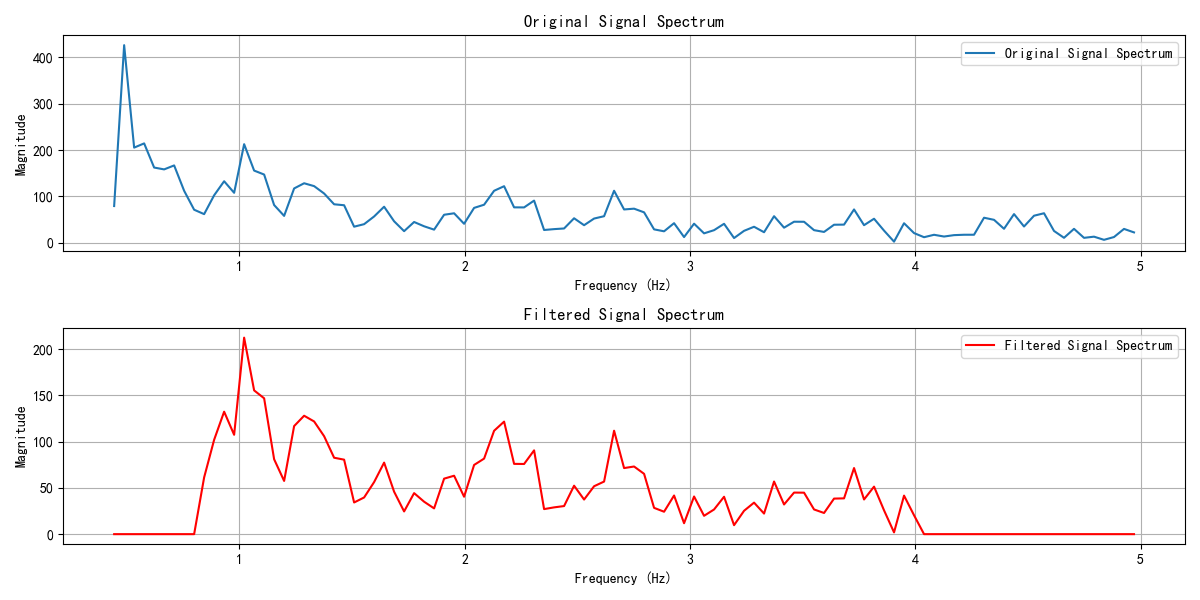 Original Signal Spectrum
Original Signal Spectrum
Magnitude
400
300
200
100
0
1 2 3 4 5
Frequency (Hz)
Filtered Signal Spectrum
Filtered Signal Spectrum
Magnitude
200
150
100
50
0
1 2 3 4 5
Frequency (Hz)